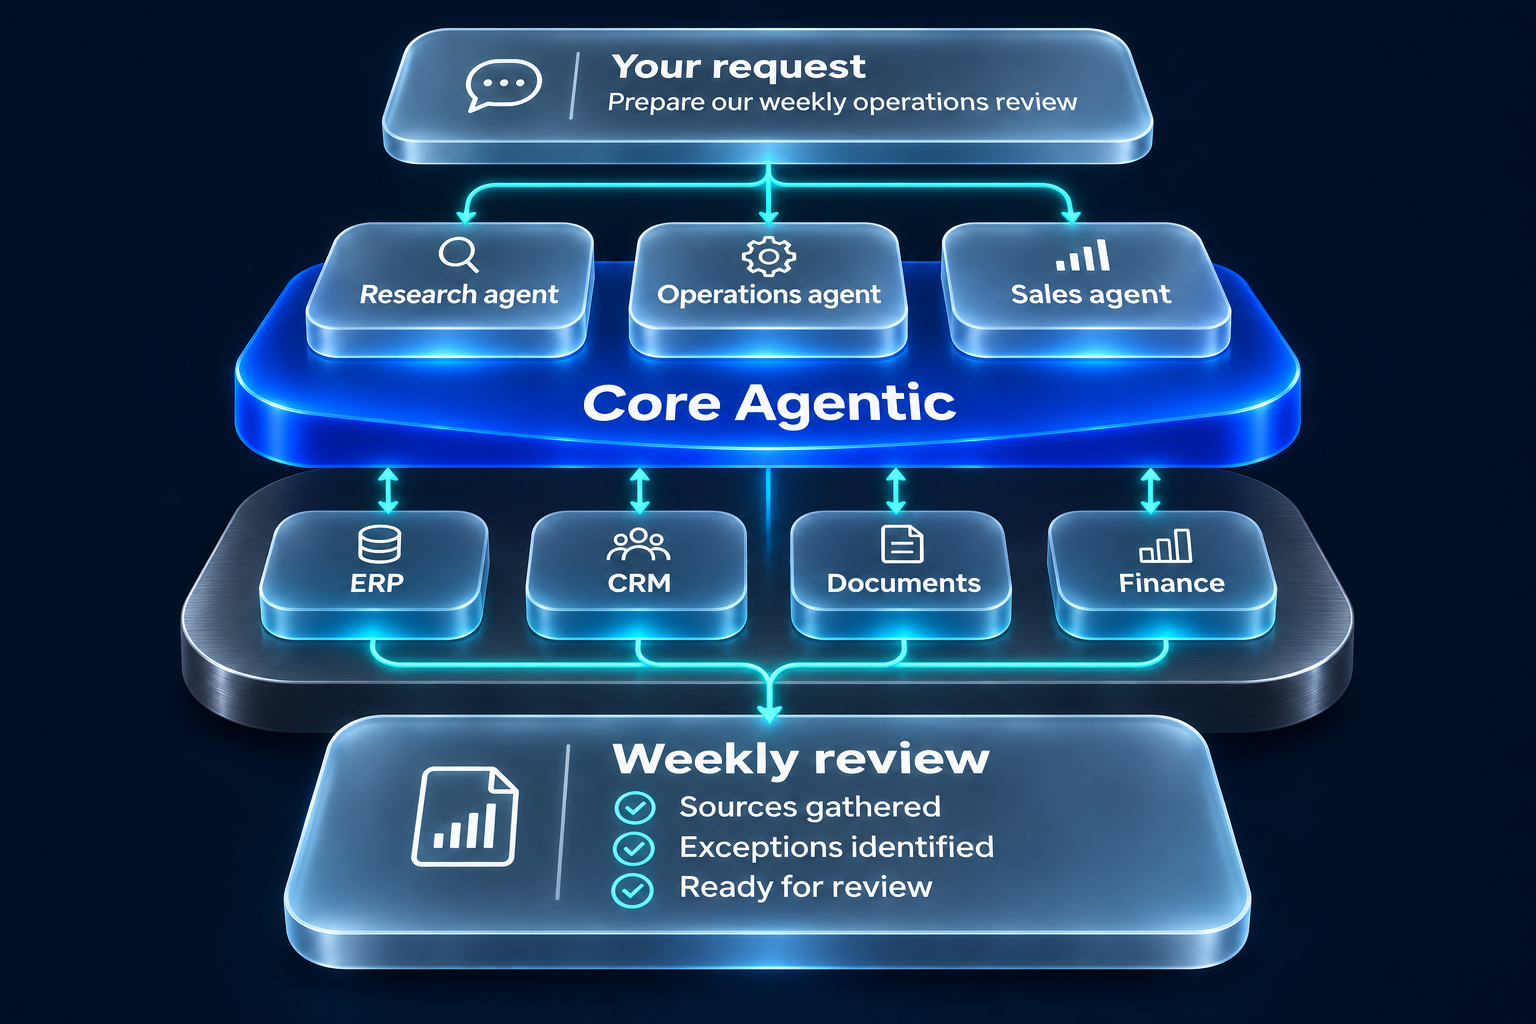 Your request
Prepare our weekly operations review
Research agent
Operations agent
Sales agent
Core Agentic
ERP
CRM
Documents
Finance
Weekly review
Sources gathered
Exceptions identified
Ready for review